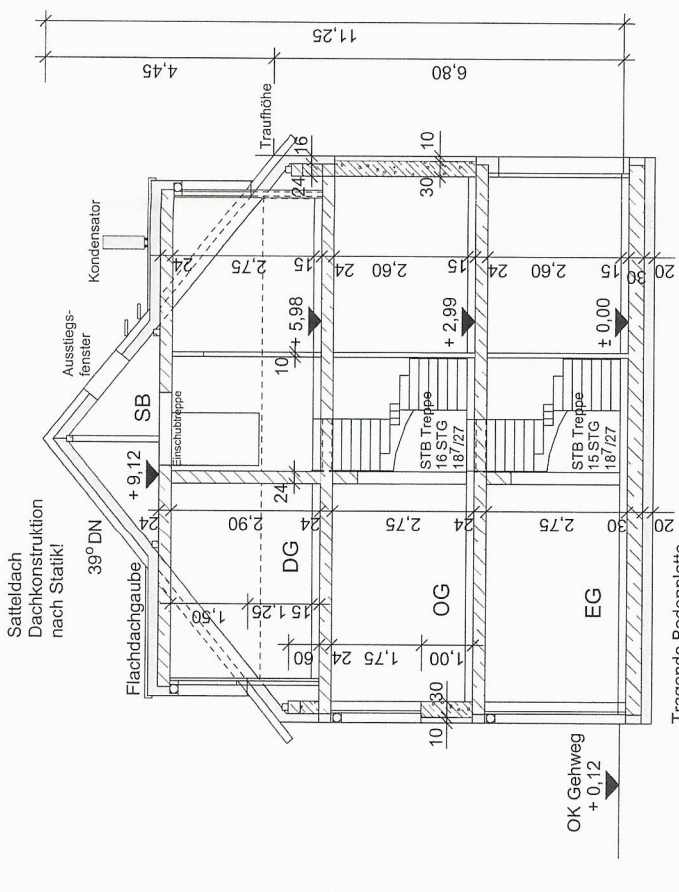 Satteldach
Dachkonstruktion
nach Statik!
39° DN
Ausstiegs-
fenster
Kondensator
Traufhöhe
Flachdachgaube
SB
Einschubtreppe
+ 9,12
4,45
11,25
6,80
24
24
2,90
2,75
1,50
1,25
15
24
15
10
24
DG
+ 5,98
24
16
60
24
1,75
1,00
2,75
24
2,60
24
15
30
10
30
10
OG
STB Treppe
16 STG
18⁷/27
+ 2,99
2,75
24
2,60
15
EG
STB Treppe
15 STG
18⁷/27
± 0,00
30
20
30
20
OK Gehweg
+ 0,12
Tragende Bodenplatte